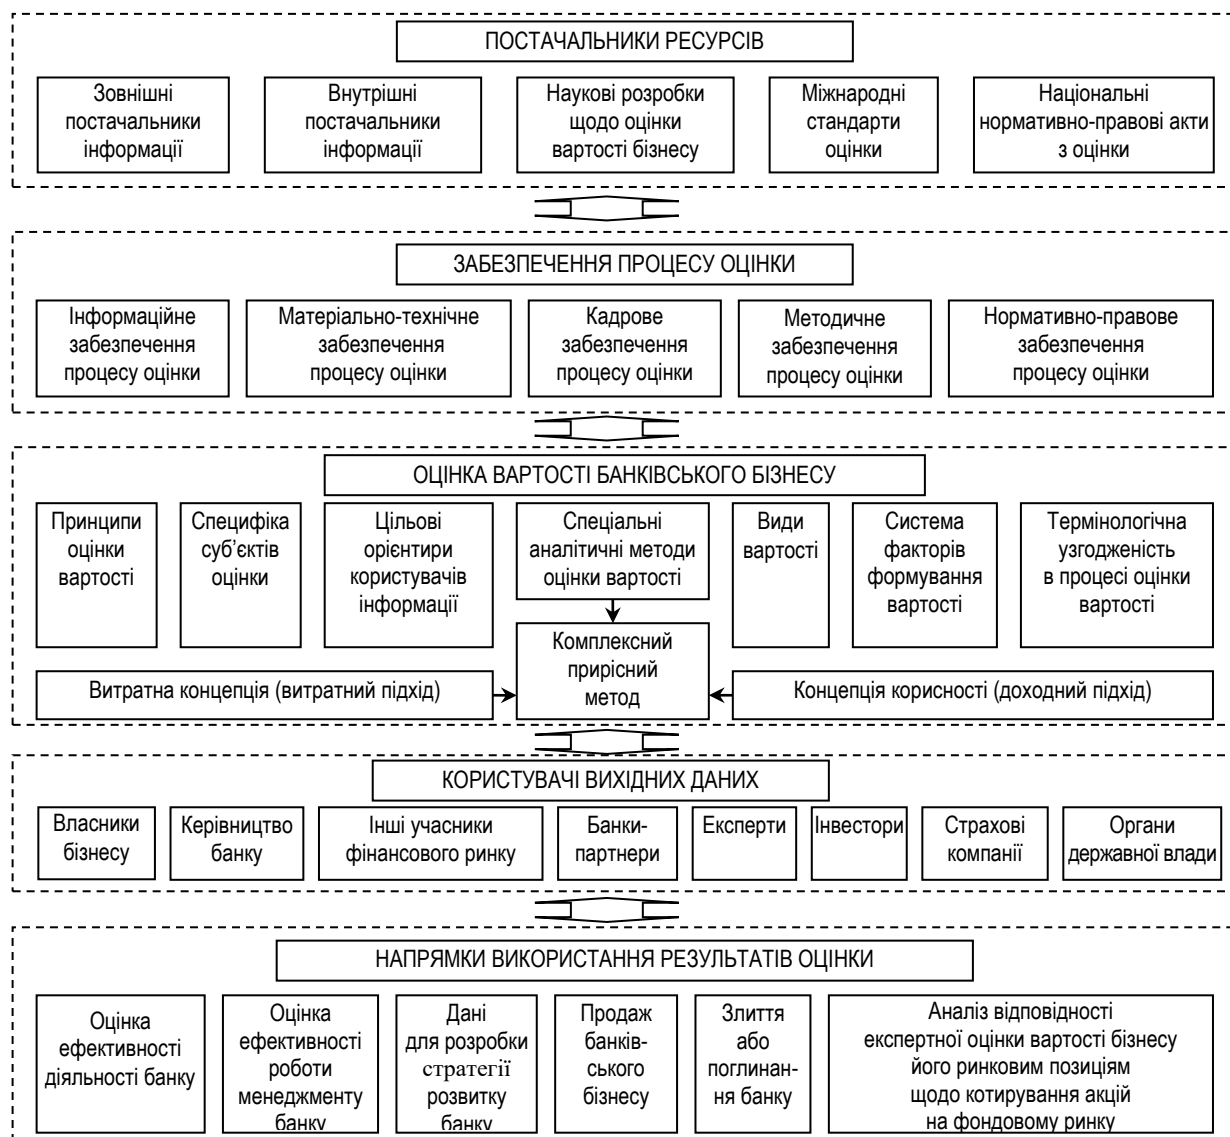 ПОСТАЧАЛЬНИКИ РЕСУРСІВ
Зовнішні
постачальники
інформації
Внутрішні
постачальники
інформації
Наукові розробки
щодо оцінки
вартості бізнесу
Міжнародні
стандарти
оцінки
Національні
нормативно-правові акти
з оцінки
ЗАБЕЗПЕЧЕННЯ ПРОЦЕСУ ОЦІНКИ
Інформаційне
забезпечення
процесу оцінки
Матеріально-технічне
забезпечення
процесу оцінки
Кадрове
забезпечення
процесу оцінки
Методичне
забезпечення
процесу оцінки
Нормативно-правове
забезпечення
процесу оцінки
ОЦІНКА ВАРТОСТІ БАНКІВСЬКОГО БІЗНЕСУ
Принципи
оцінки
вартості
Специфіка
суб’єктів
оцінки
Цільові
орієнтири
користувачів
інформації
Спеціальні
аналітичні методи
оцінки вартості
Види
вартості
Система
факторів
формування
вартості
Термінологічна
узгодженість
в процесі оцінки
вартості
Комплексний
прирісний
метод
Витратна концепція (витратний підхід)
Концепція корисності (доходний підхід)
КОРИСТУВАЧІ ВИХІДНИХ ДАНИХ
Власники
бізнесу
Керівництво
банку
Інші учасники
фінансового ринку
Банки-
партнери
Експерти
Інвестори
Страхові
компанії
Органи
державної влади
НАПРЯМКИ ВИКОРИСТАННЯ РЕЗУЛЬТАТІВ ОЦІНКИ
Оцінка
ефективності
діяльності банку
Оцінка
ефективності
роботи
менеджменту
банку
Дані
для розробки
стратегії
розвитку
банку
Продаж
банків-
ського
бізнесу
Злиття
або
поглинан-
ня банку
Аналіз відповідності
експертної оцінки вартості бізнесу
його ринковим позиціям
щодо котирування акцій
на фондовому ринку